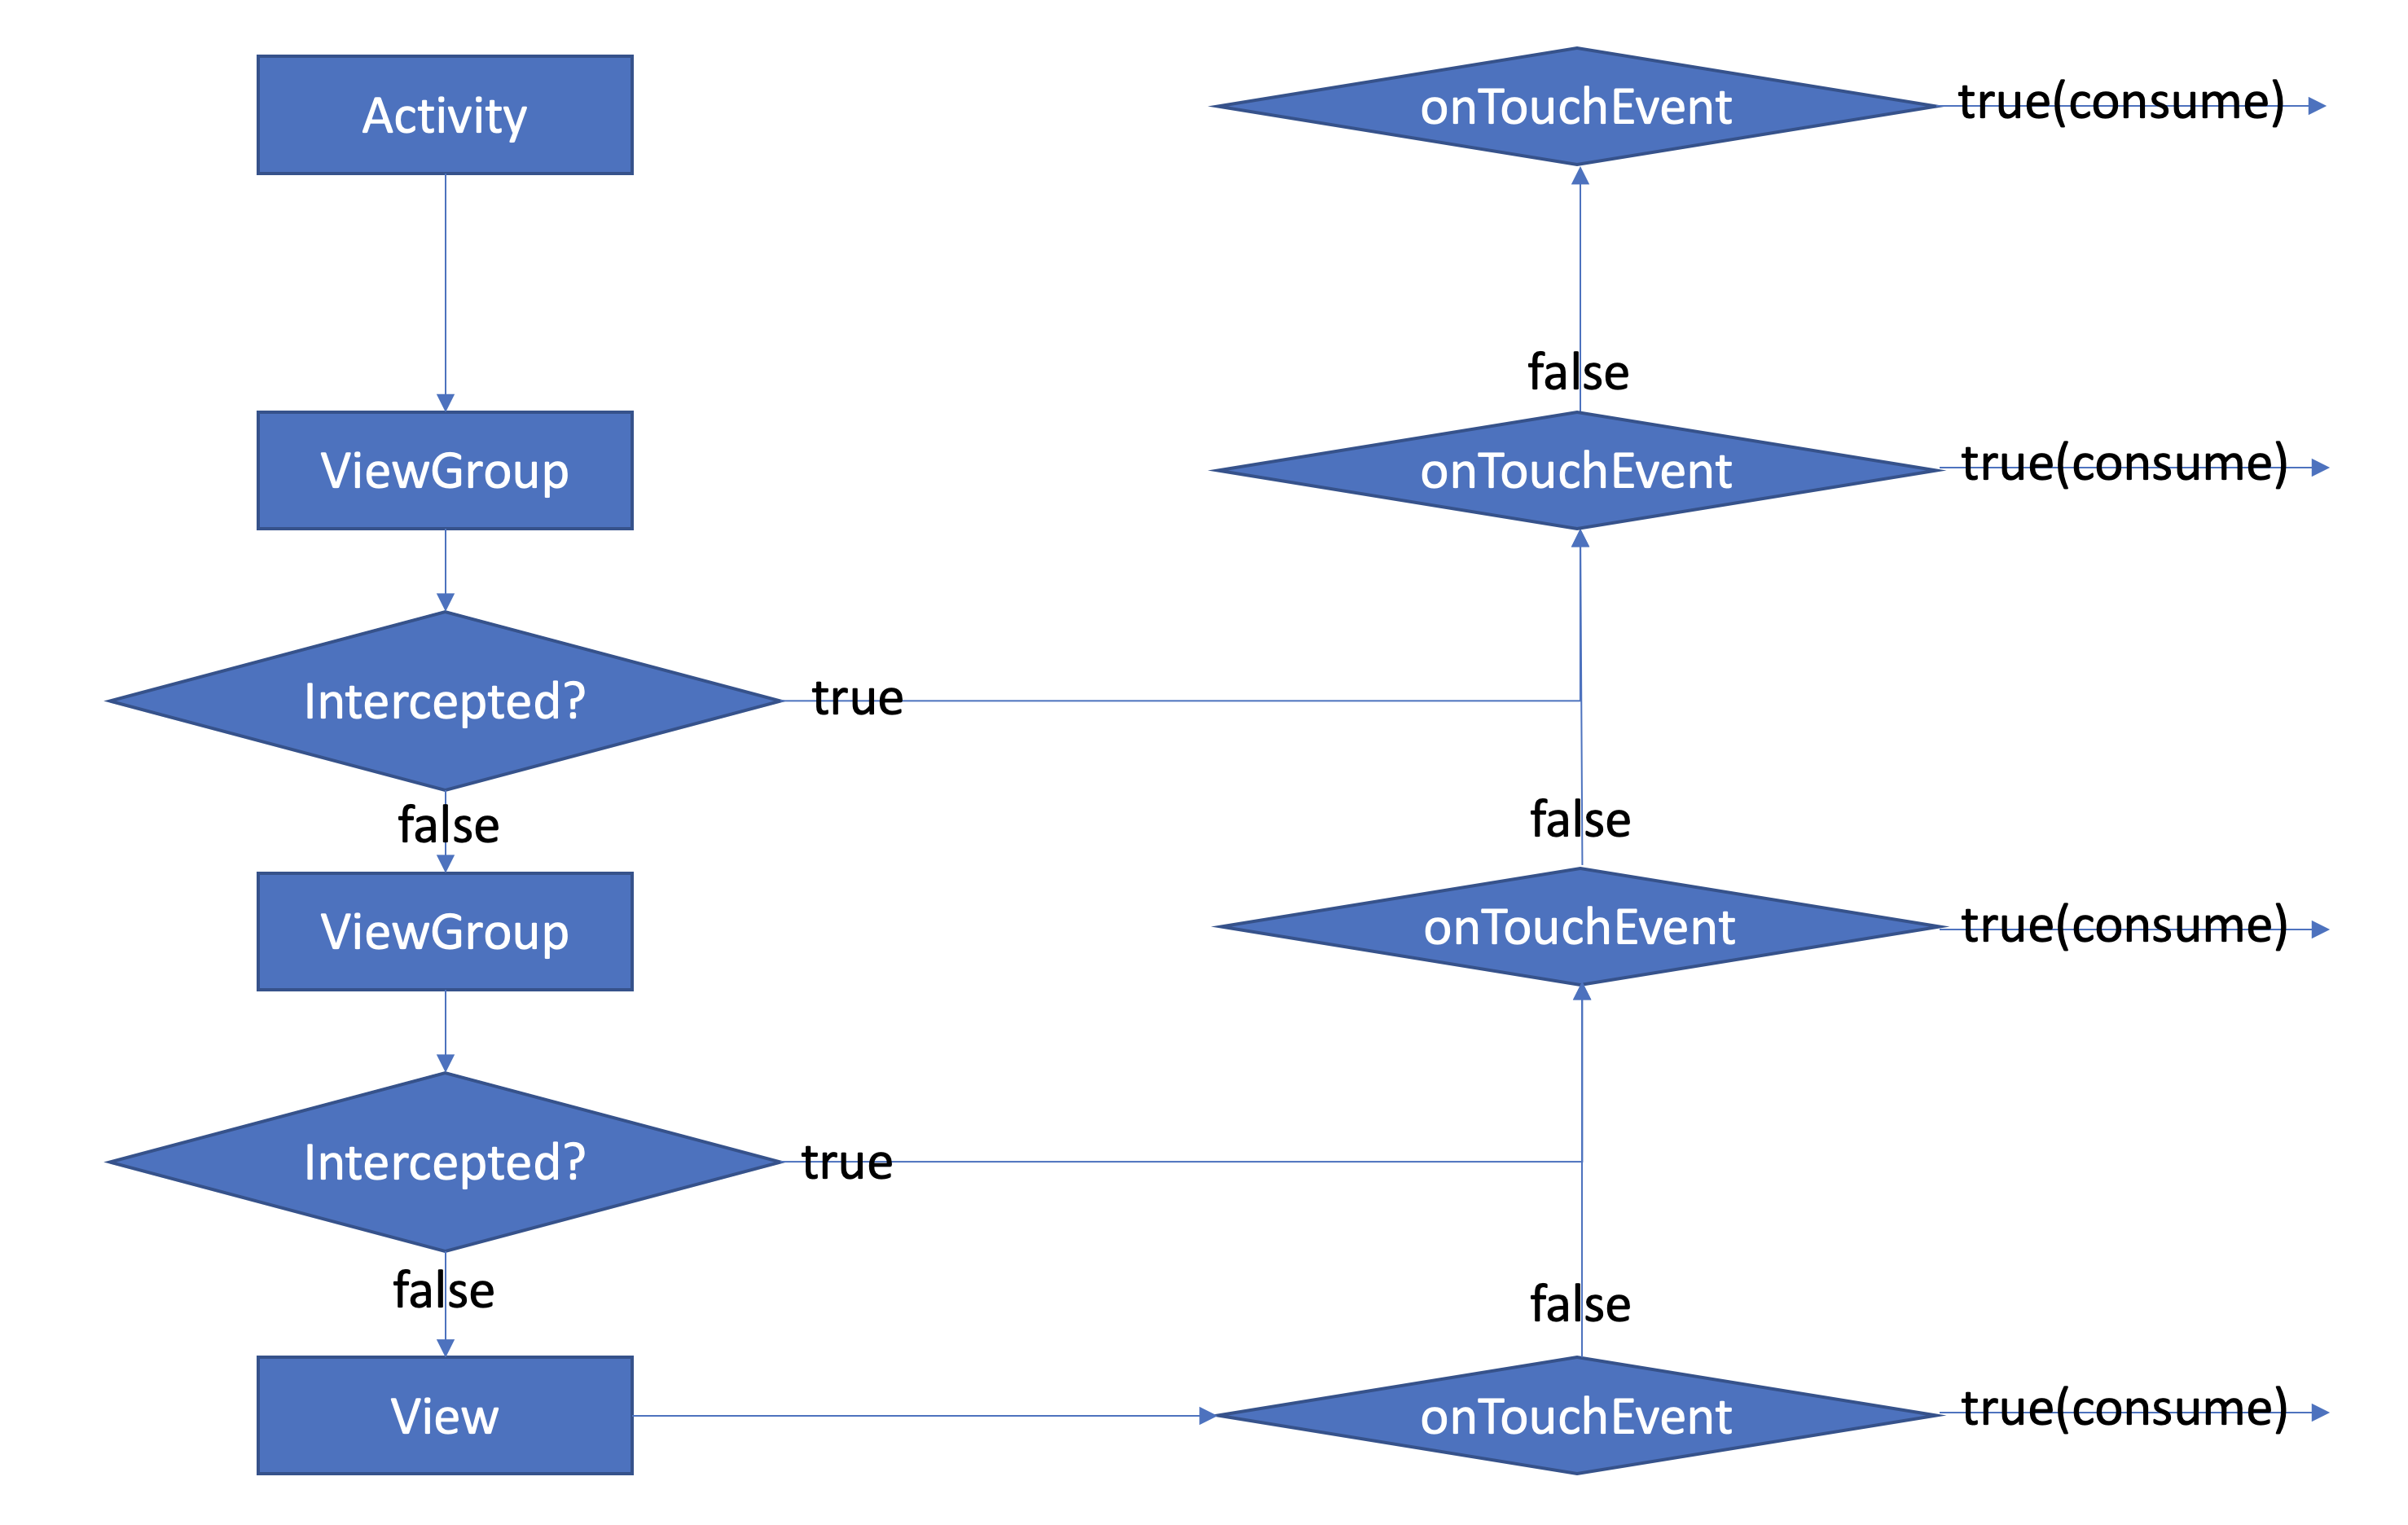 Activity
onTouchEvent
true(consume)
false
ViewGroup
onTouchEvent
true(consume)
Intercepted?
true
false
false
ViewGroup
onTouchEvent
true(consume)
Intercepted?
true
false
false
View
onTouchEvent
true(consume)